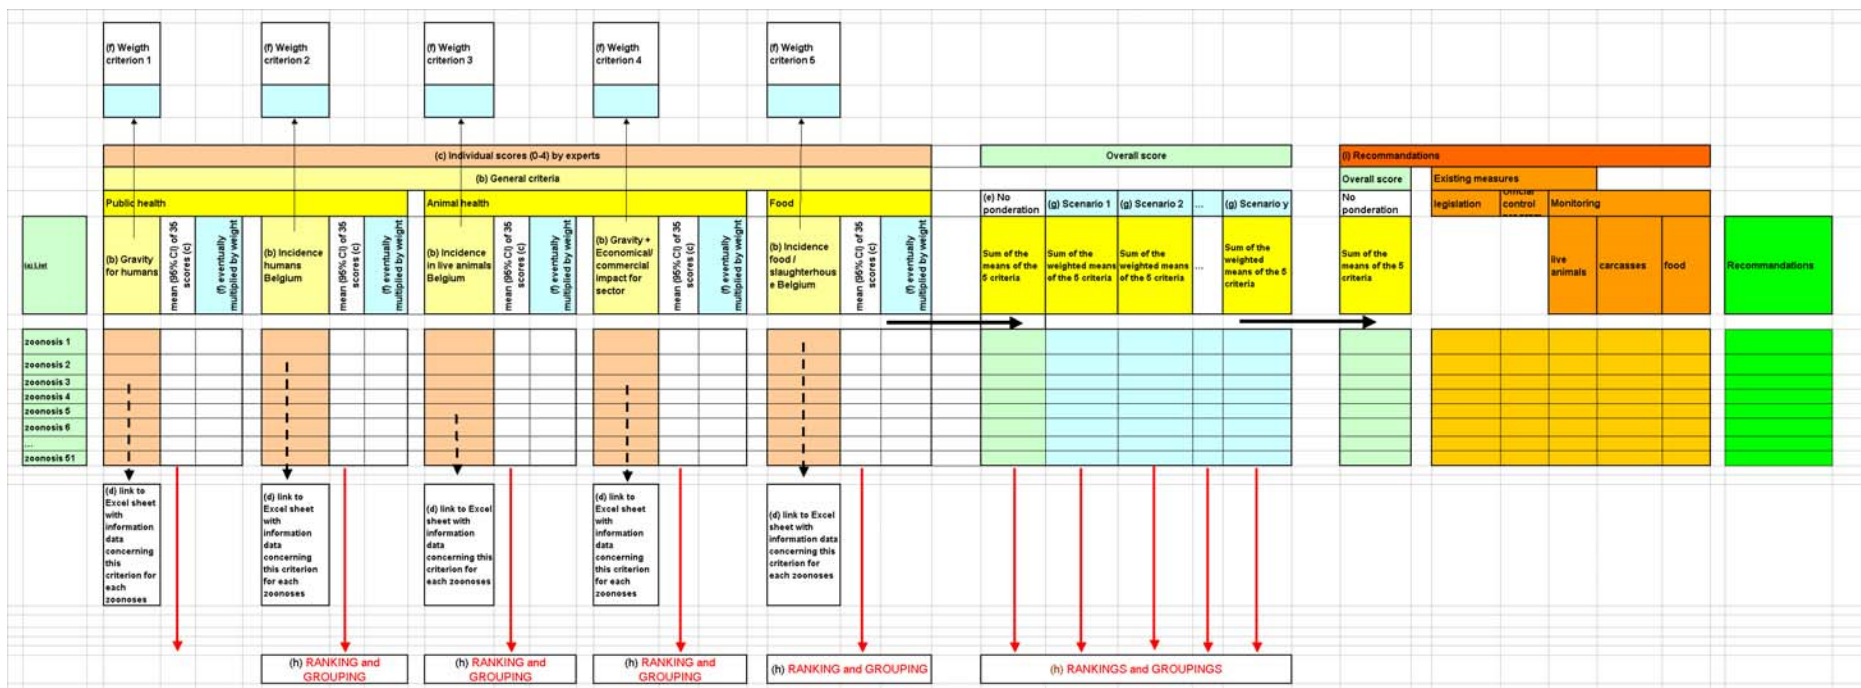 (f) Weigth
criterion 1
(f) Weigth
criterion 2
(f) Weigth
criterion 3
(f) Weigth
criterion 4
(f) Weigth
criterion 5
(c) Individual scores (0-4) by experts
Overall score
(i) Recommandations
(b) General criteria
Overall score
Existing measures
Public health
Animal health
Food
(e) No
ponderation
(g) Scenario 1
(g) Scenario 2
...
(g) Scenario y
No
ponderation
legislation
control
Monitoring
(a) List
(b) Gravity
for humans
mean (95% CI) of 35
scores (c)
(f) eventually
multiplied by weight
(b) Incidence
humans
Belgium
mean (95% CI) of 35
scores (c)
(f) eventually
multiplied by weight
(b) Incidence
in live animals
Belgium
mean (95% CI) of 35
scores (c)
(f) eventually
multiplied by weight
(b) Gravity +
Economical/
commercial
impact for
sector
mean (95% CI) of 35
scores (c)
(f) eventually
multiplied by weight
(b) Incidence
food /
slaughterhous
e Belgium
mean (95% CI) of 35
scores (c)
(f) eventually
multiplied by weight
Sum of the
means of the 5
criteria
Sum of the
weighted means
of the 5 criteria
Sum of the
weighted means
of the 5 criteria
...
Sum of the
weighted
means of the 5
criteria
Sum of the
means of the 5
criteria
live
animals
carcasses
food
Recommandations
zoonosis 1
zoonosis 2
zoonosis 3
zoonosis 4
zoonosis 5
zoonosis 6
...
zoonosis 51
(d) link to
Excel sheet
with
information
data
concerning
this
criterion for
each
zoonoses
(d) link to
Excel sheet
with
information
data
concerning
this criterion
for each
zoonoses
(d) link to Excel
sheet with
information
data
concerning this
criterion for
each zoonoses
(d) link to
Excel sheet
with
information
data
concerning
this criterion
for each
zoonoses
(d) link to Excel
sheet with
information data
concerning this
criterion for
each zoonoses
(h) RANKING and
GROUPING
(h) RANKING and
GROUPING
(h) RANKING and
GROUPING
(h) RANKING and GROUPING
(h) RANKINGS and GROUPINGS